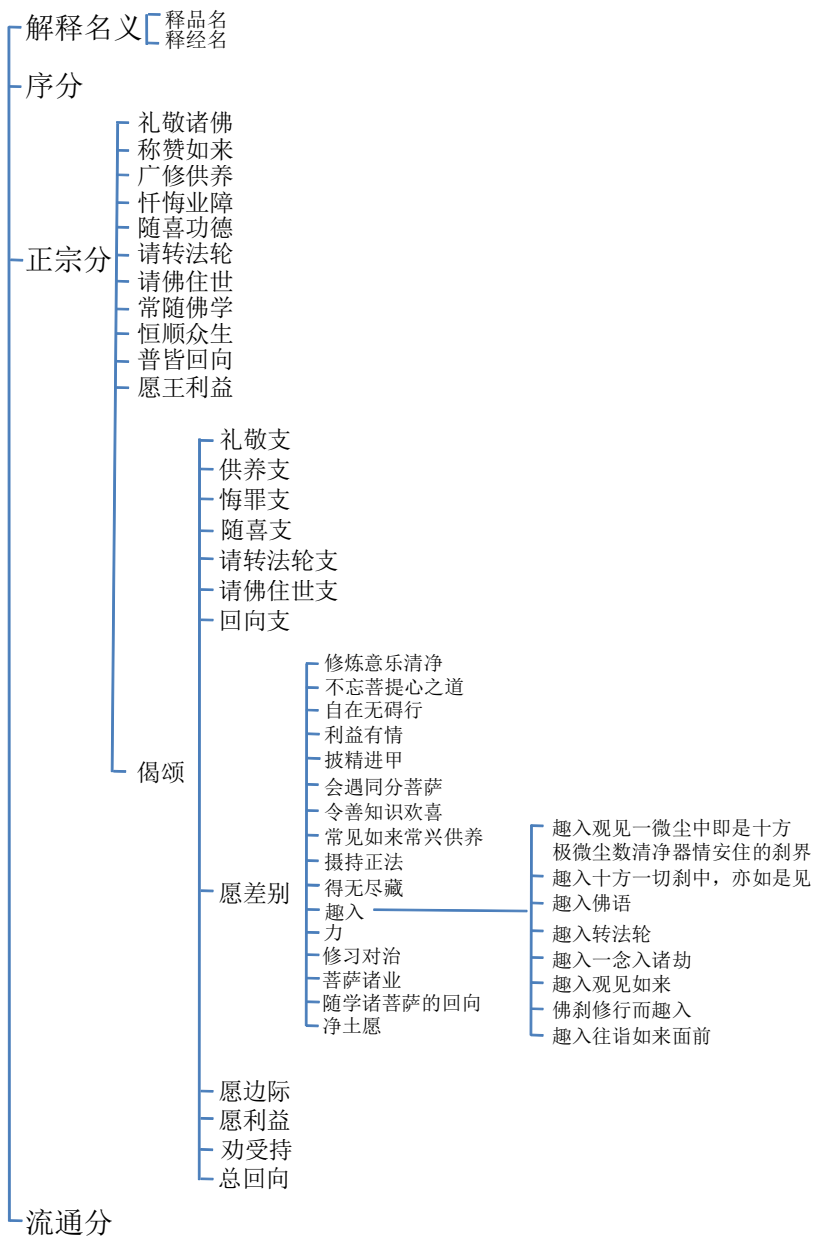 解释名义
释品名
释经名
序分
正宗分
礼敬诸佛
称赞如来
广修供养
忏悔业障
随喜功德
请转法轮
请佛住世
常随佛学
恒顺众生
普皆回向
愿王利益
偈颂
礼敬支
供养支
悔罪支
随喜支
请转法轮支
请佛住世支
回向支
愿差别
修炼意乐清净
不忘菩提心之道
自在无碍行
利益有情
披精进甲
会遇同分菩萨
令善知识欢喜
常见如来常兴供养
摄持正法
得无尽藏
趣入
趣入观见一微尘中即是十方
极微尘数清净器情安住的刹界
趣入十方一切刹中，亦如是见
趣入佛语
趣入转法轮
趣入一念入诸劫
趣入观见如来
佛刹修行而趣入
趣入往诣如来面前
力
修习对治
菩萨诸业
随学诸菩萨的回向
净土愿
愿边际
愿利益
劝受持
总回向
流通分